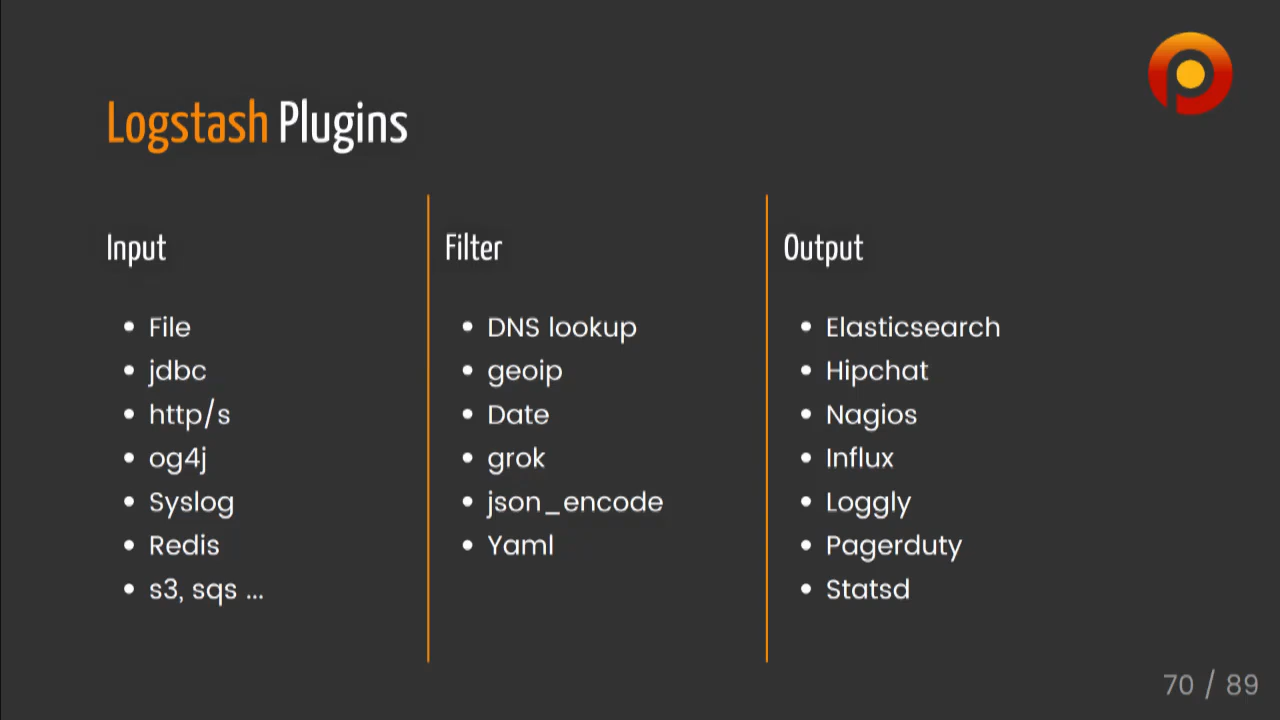 Logstash Plugins
Input
File
jdbc
http/s
og4j
Syslog
Redis
s3, sqs ...
Filter
DNS lookup
geoip
Date
grok
json_encode
Yaml
Output
Elasticsearch
Hipchat
Nagios
Influx
Loggly
Pagerduty
Statsd
70 / 89